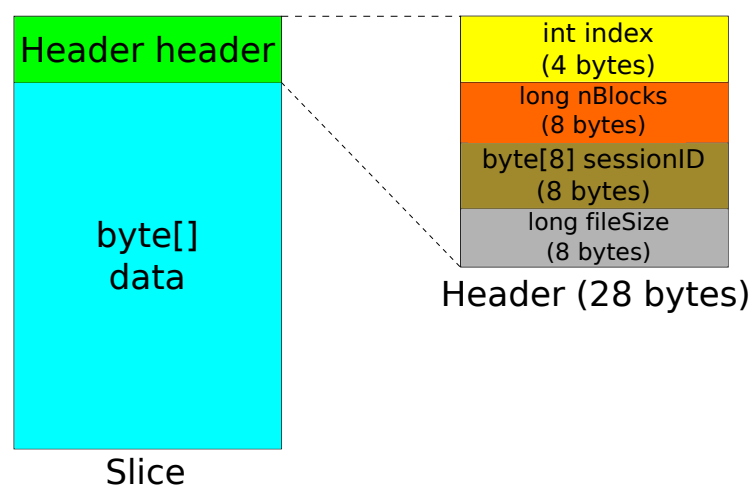 Header header
byte[]
data
Slice
int index
(4 bytes)
long nBlocks
(8 bytes)
byte[8] sessionID
(8 bytes)
long fileSize
(8 bytes)
Header (28 bytes)